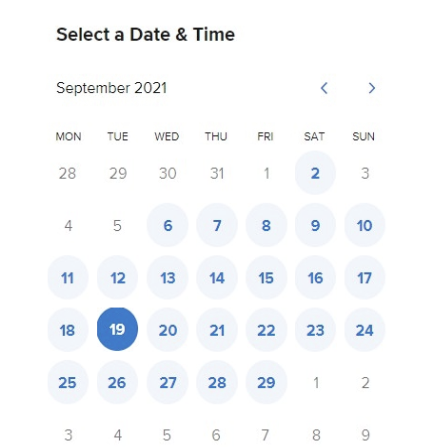 Select a Date & Time
September 2021
MON TUE WED THU FRI SAT SUN
28 29 30 31 1 2 3
4 5 6 7 8 9 10
11 12 13 14 15 16 17
18 19 20 21 22 23 24
25 26 27 28 29 1 2
3 4 5 6 7 8 9